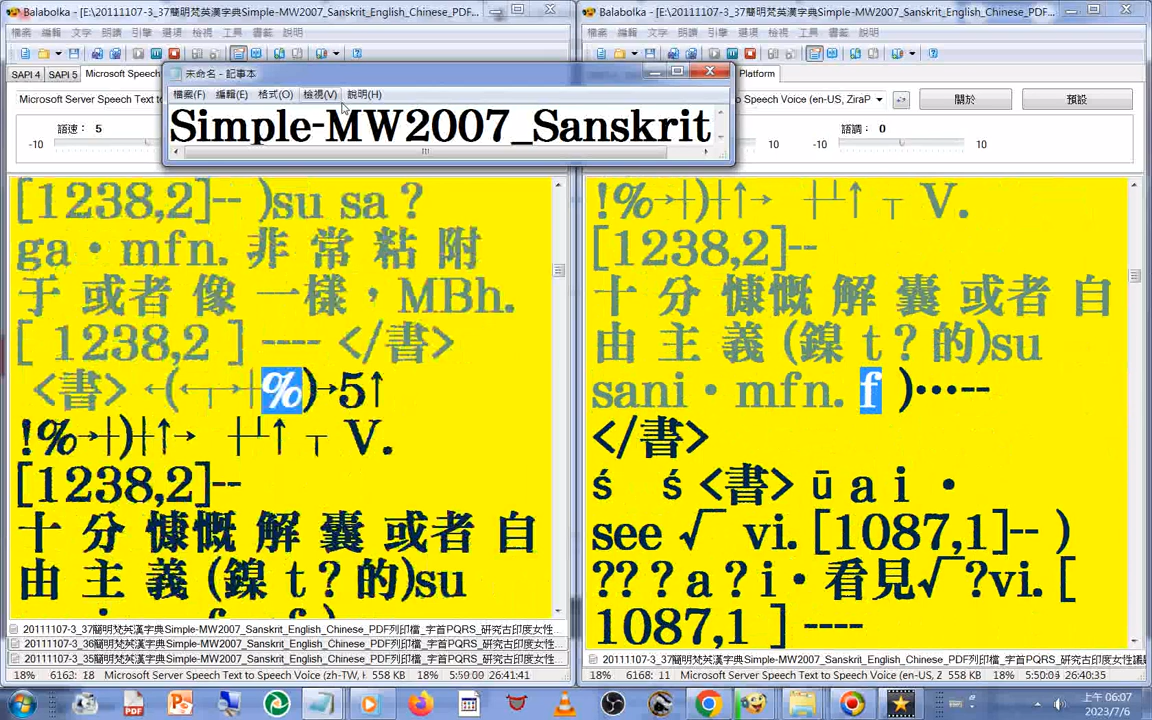 Balabolka - [E:\20111107-3_37簡明梵英漢字典Simple-MW2007_Sanskrit_English_Chinese_PDF...
檔案 編輯 文字 朗讀 引擎 選項 檢視 工具 書籤 說明
SAPI 4 SAPI 5 Microsoft Speech
Microsoft Server Speech Text to
語速： 5
-10
[1238,2]-- )su sa ?
ga・mfn. 非 常 粘 附
于 或者 像 一樣，MBh.
[ 1238,2 ] ---- </書>
<書> ←(←┬┤%)→5↑
!%→┼)┼↑→ ┼┴↑ ┬ V.
[1238,2]--
十 分 慷慨 解 囊 或者 自
由 主 義 (鎳 t ? 的)su
20111107-3_37簡明梵英漢字典Simple-MW2007_Sanskrit_English_Chinese_PDF列印檔_字首PQRS_研究古印度女性...
20111107-3_36簡明梵英漢字典Simple-MW2007_Sanskrit_English_Chinese_PDF列印檔_字首PQRS_研究古印度女性...
20111107-3_35簡明梵英漢字典Simple-MW2007_Sanskrit_English_Chinese_PDF列印檔_字首PQRS_研究古印度女性...
18% 6162: 18 Microsoft Server Speech Text to Speech Voice (zh-TW, H 558 KB 26:41:41
未命名 - 記事本
檔案(F) 編輯(E) 格式(O) 檢視(V) 說明(H)
Simple-MW2007_Sanskrit
Balabolka - [E:\20111107-3_37簡明梵英漢字典Simple-MW2007_Sanskrit_English_Chinese_PDF...
檔案 編輯 文字 朗讀 引擎 選項 檢視 工具 書籤 說明
Platform
Speech Voice (en-US, ZiraP 關於 預設
語調： 0
10 -10 10
!%→┼)┼↑→ ┼┴↑ ┬ V.
[1238,2]--
十 分 慷慨 解 囊 或者 自
由 主 義 (鎳 t ? 的)su
sani・mfn. f )…--
</書>
ś ś <書> ū a i ・
see √ vi. [1087,1]-- )
?? ? a ? i・看見√?vi. [
1087,1 ] ----
20111107-3_37簡明梵英漢字典Simple-MW2007_Sanskrit_English_Chinese_PDF列印檔_字首PQRS_研究古印度女性議
18% 6168: 11 Microsoft Server Speech Text to Speech Voice (en-US, Z 558 KB 26:40:35
上午 06:07
2023/7/6